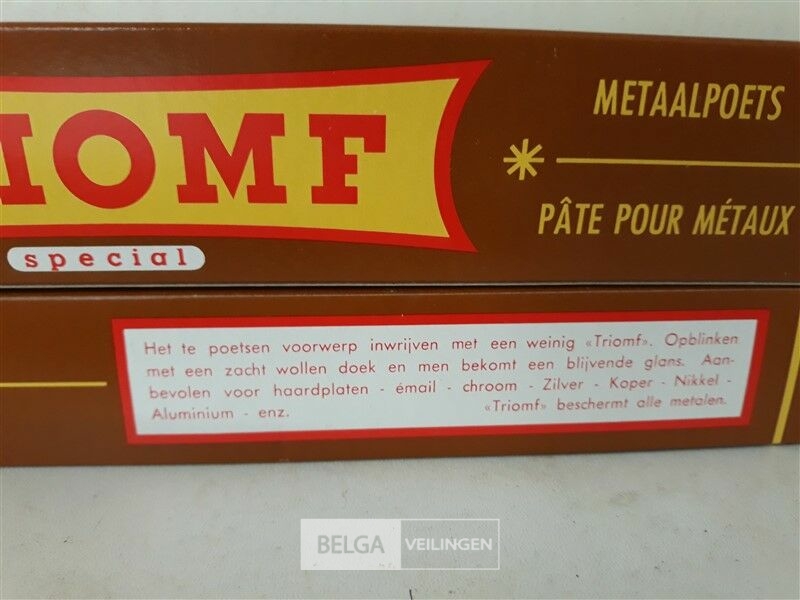 IOMF
special
METAALPOETS
PÂTE POUR MÉTAUX
Het te poetsen voorwerp inwrijven met een weinig «Triomf». Opblinken
met een zacht wollen doek en men bekomt een blijvende glans. Aan-
bevolen voor haardplaten - émail - chroom - Zilver - Koper - Nikkel -
Aluminium - enz. «Triomf» beschermt alle metalen.
BELGA VEILINGEN